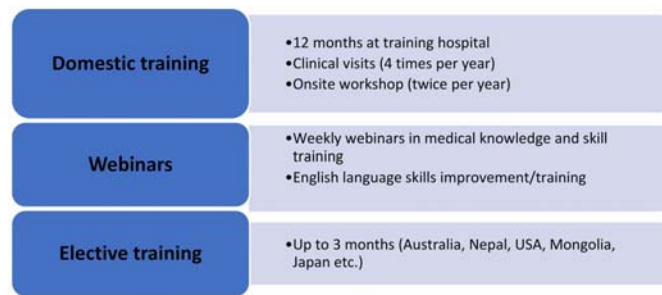 Domestic training
•12 months at training hospital
•Clinical visits (4 times per year)
•Onsite workshop (twice per year)
Webinars
•Weekly webinars in medical knowledge and skill
training
•English language skills improvement/training
Elective training
•Up to 3 months (Australia, Nepal, USA, Mongolia,
Japan etc.)